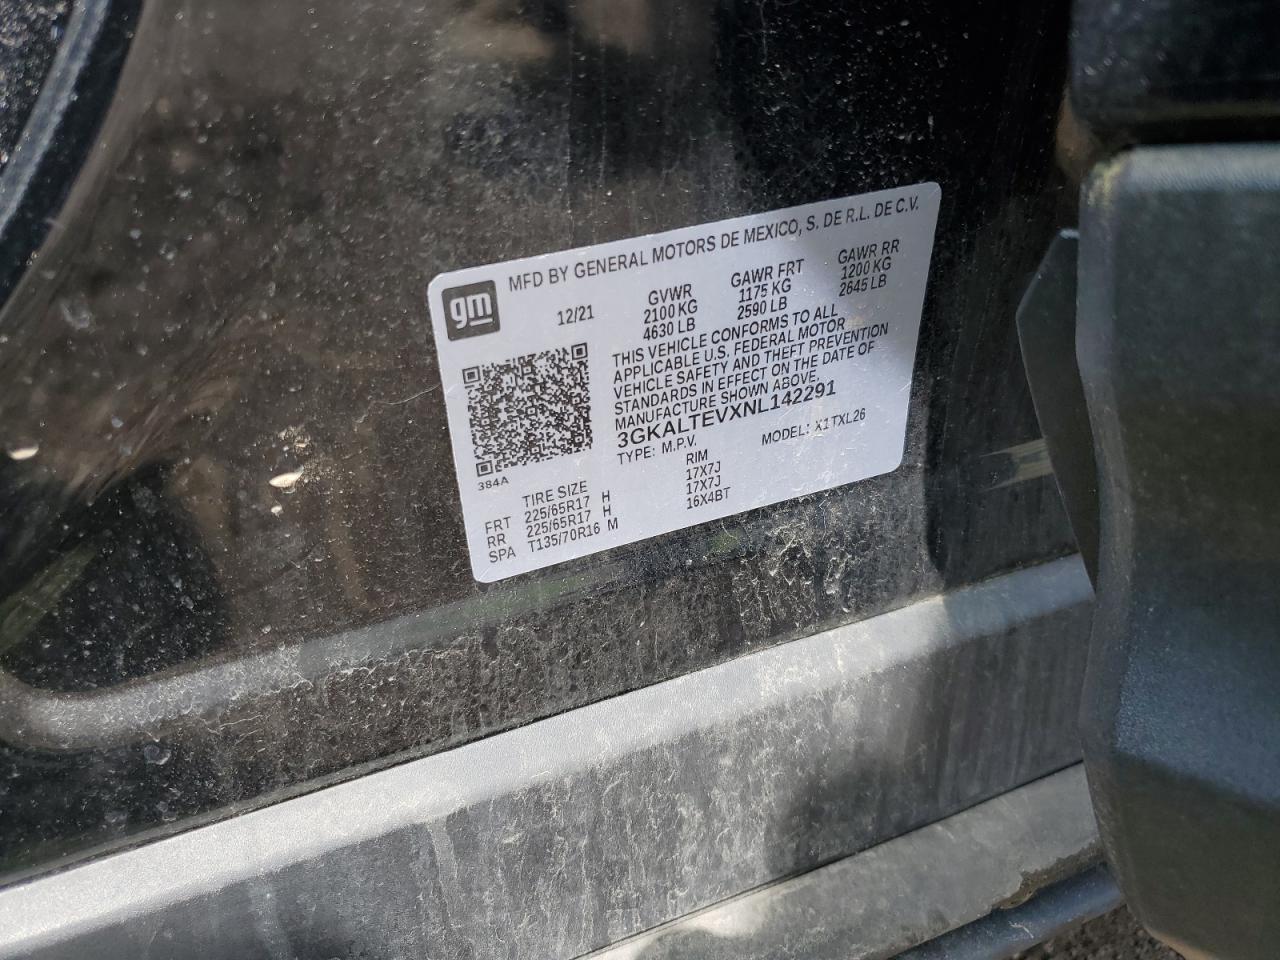 MFD BY GENERAL MOTORS DE MEXICO, S. DE R.L. DE C.V.
gm
12/21
GVWR GAWR FRT GAWR RR
2100 KG 1175 KG 1200 KG
4630 LB 2590 LB 2645 LB
THIS VEHICLE CONFORMS TO ALL
APPLICABLE U.S. FEDERAL MOTOR
VEHICLE SAFETY AND THEFT PREVENTION
STANDARDS IN EFFECT ON THE DATE OF
MANUFACTURE SHOWN ABOVE.
3GKALTEVXNL142291
TYPE: M.P.V. MODEL: X1TXL26
384A
TIRE SIZE RIM
FRT 225/65R17 H 17X7J
RR 225/65R17 H 17X7J
SPA T135/70R16 M 16X4BT